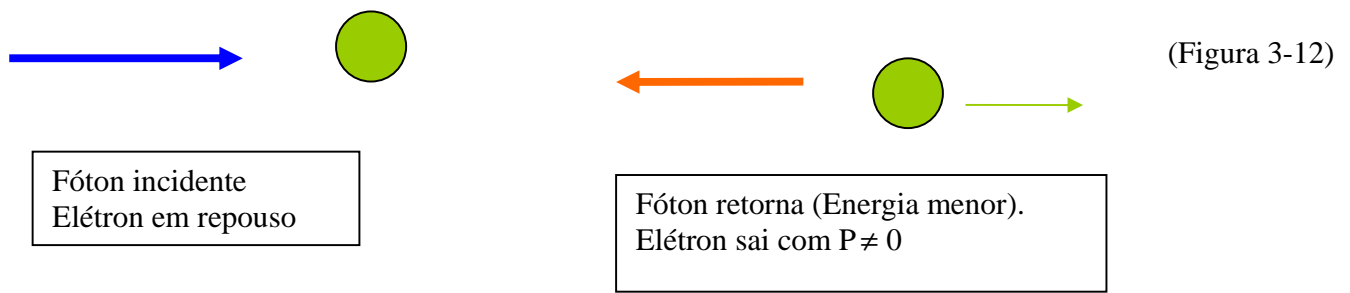 (Figura 3-12)
Fóton incidente
Elétron em repouso
Fóton retorna (Energia menor).
Elétron sai com P ≠ 0